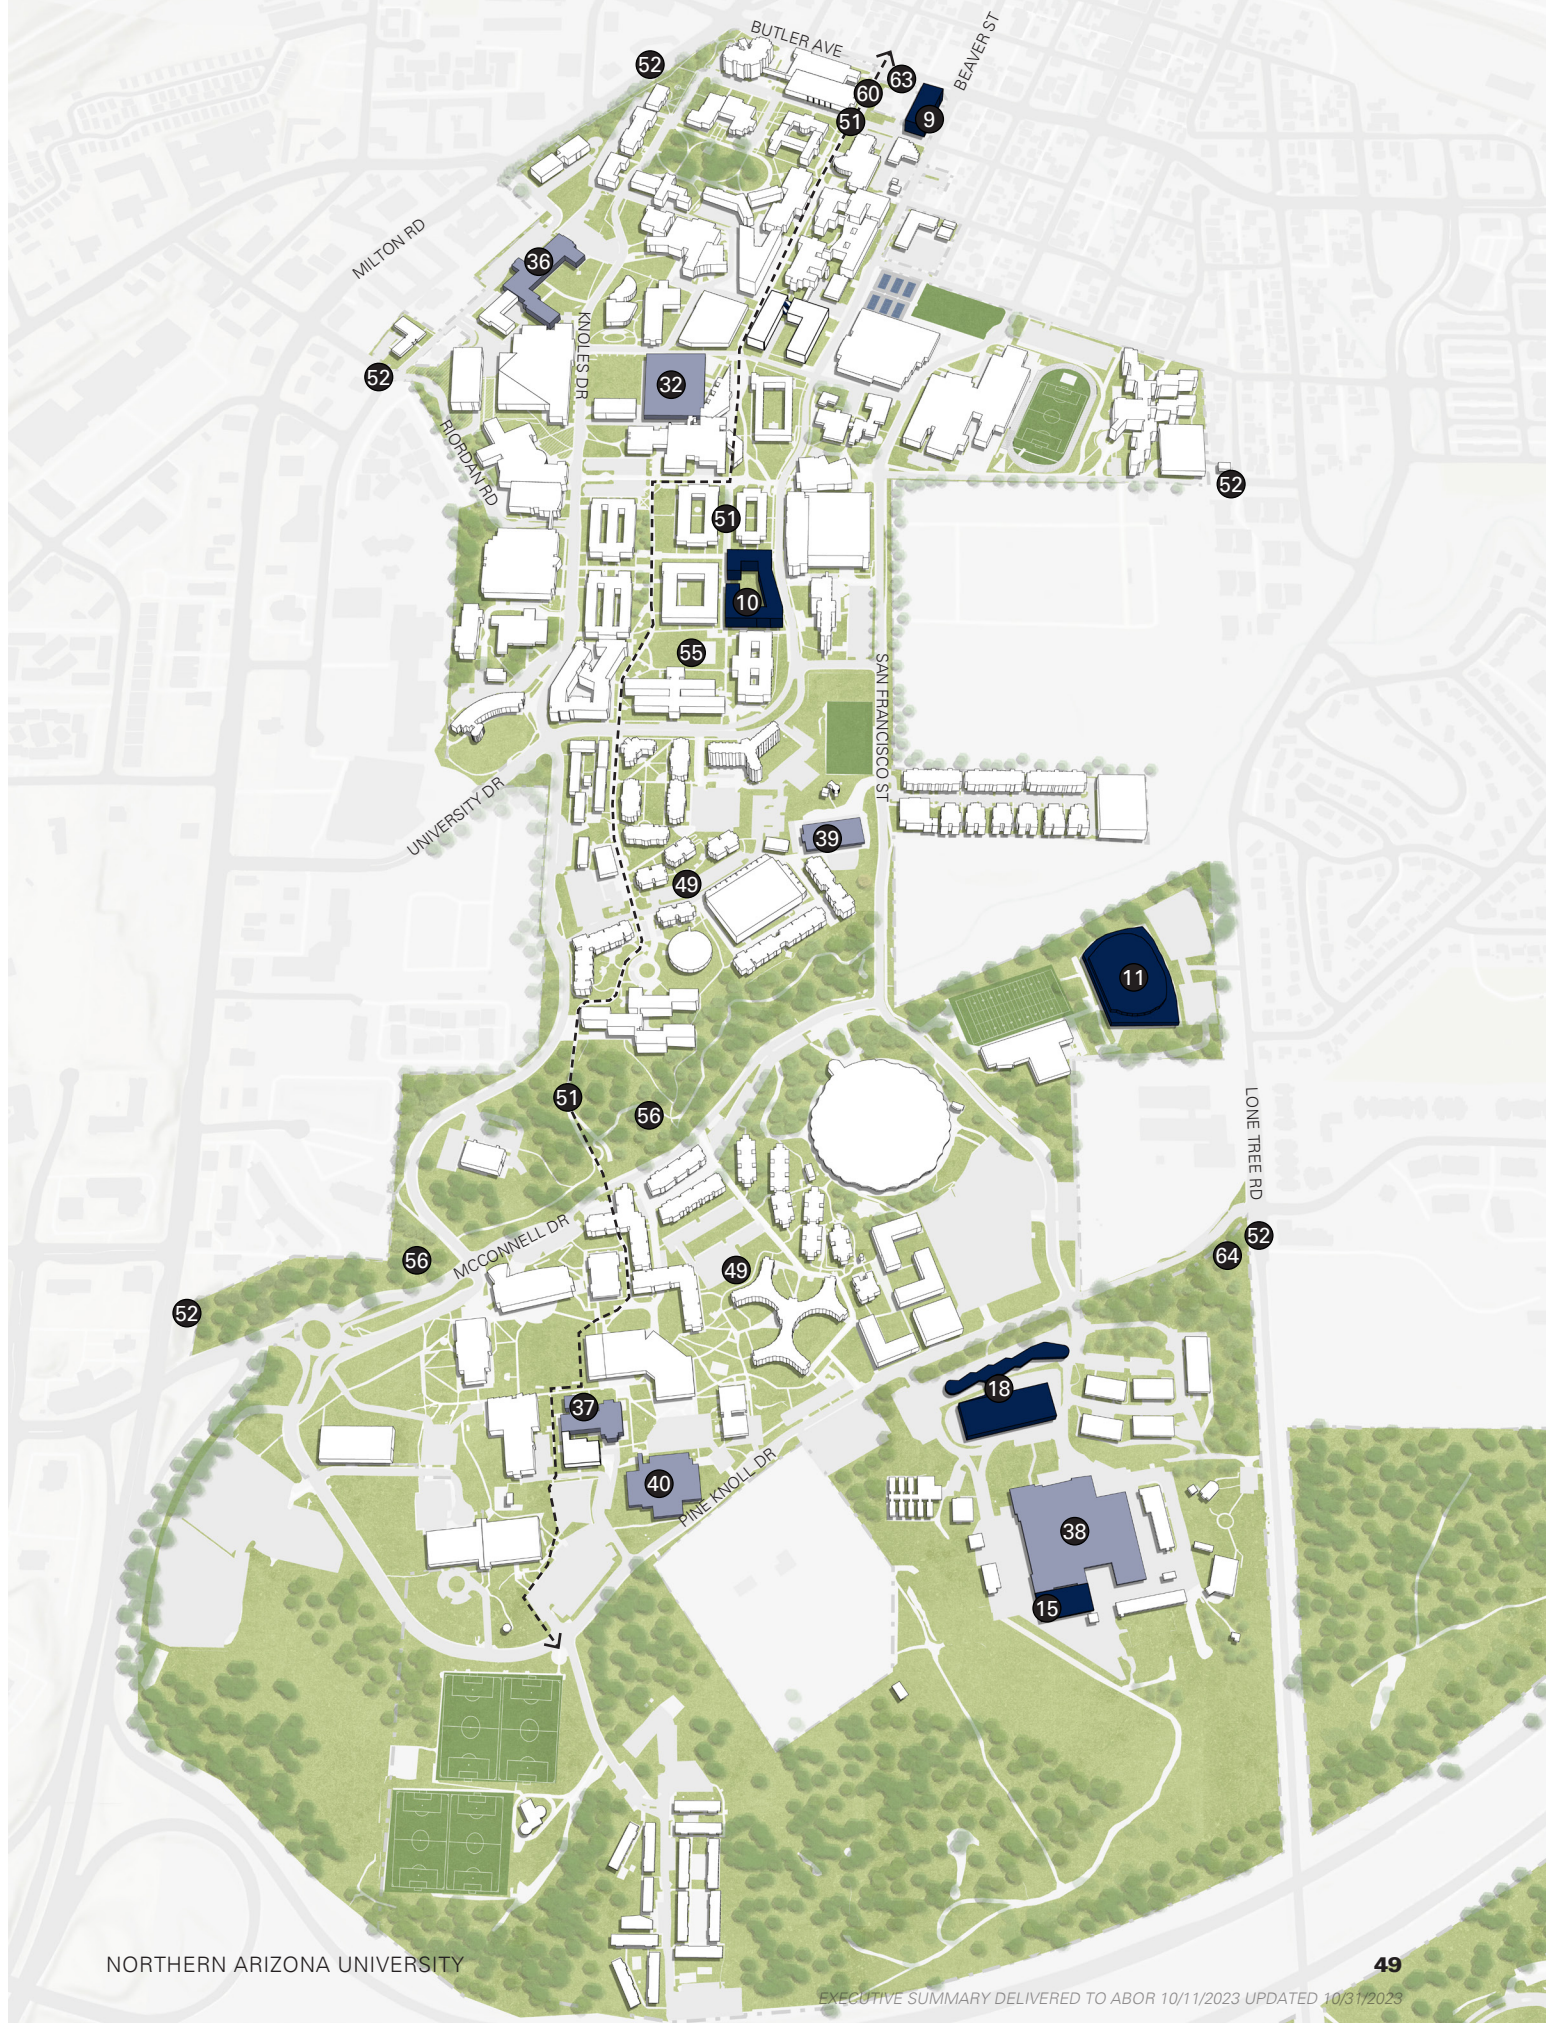 BUTLER AVE
BEAVER ST
52
63
60
51
9
MILTON RD
36
KNOLES DR
52
32
RIORDAN RD
52
51
10
55
SAN FRANCISCO ST
UNIVERSITY DR
39
49
11
51
56
LONE TREE RD
MCCONNELL DR
52
64
56
49
52
18
37
40
PINE KNOLL DR
38
15
NORTHERN ARIZONA UNIVERSITY
49
EXECUTIVE SUMMARY DELIVERED TO ABOR 10/11/2023 UPDATED 10/31/2023